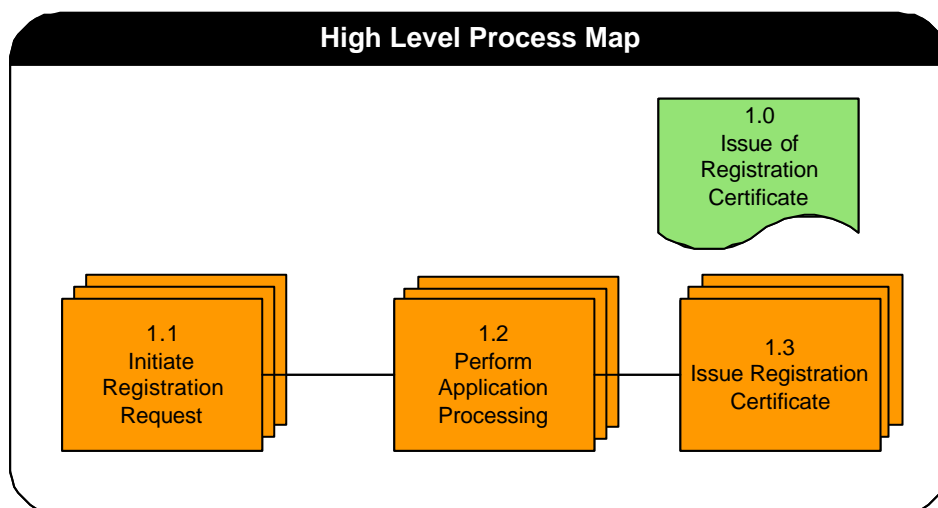 High Level Process Map
1.0
Issue of
Registration
Certificate
1.1
Initiate
Registration
Request
1.2
Perform
Application
Processing
1.3
Issue Registration
Certificate